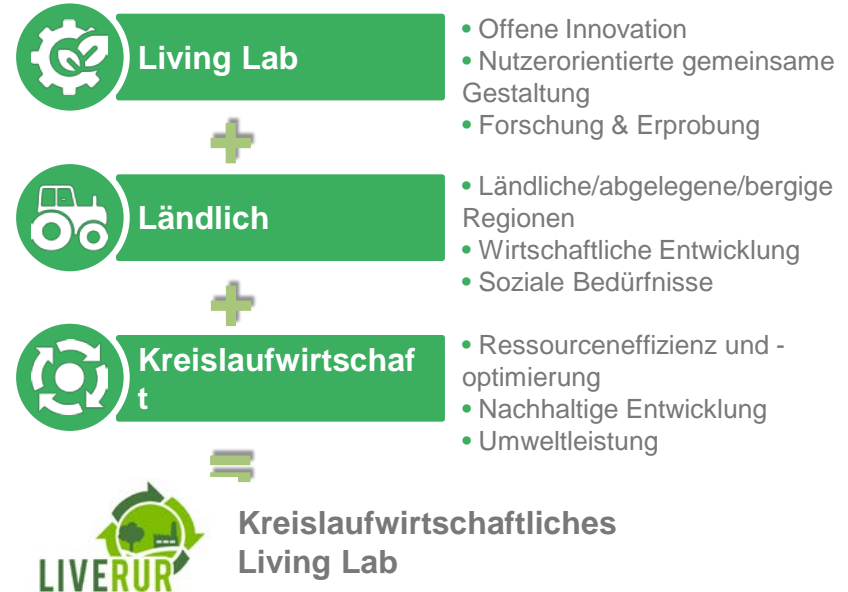 Living Lab
• Offene Innovation
• Nutzerorientierte gemeinsame
Gestaltung
• Forschung & Erprobung
+
Ländlich
• Ländliche/abgelegene/bergige
Regionen
• Wirtschaftliche Entwicklung
• Soziale Bedürfnisse
+
Kreislaufwirtschaf
t
• Ressourceneffizienz und -
optimierung
• Nachhaltige Entwicklung
• Umweltleistung
=
LIVERUR
Kreislaufwirtschaftliches
Living Lab